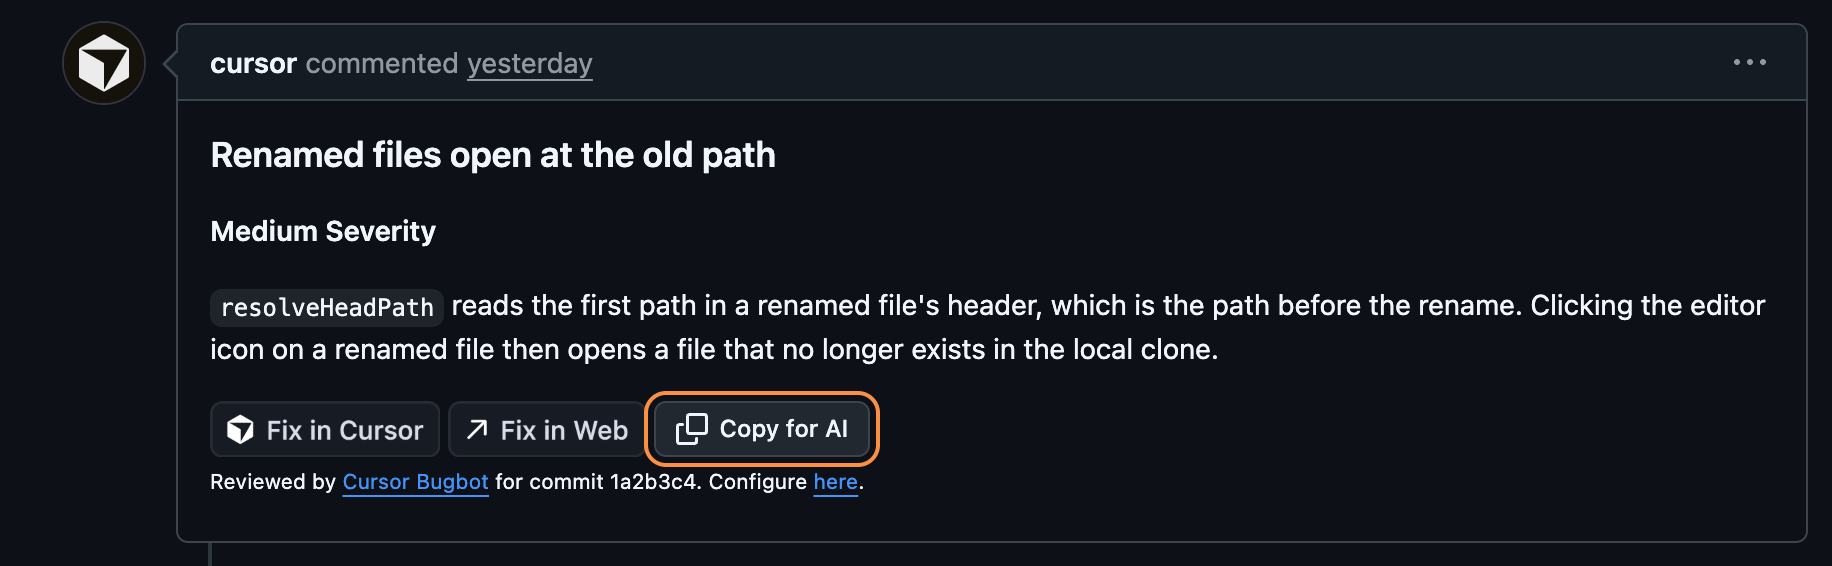 cursor commented yesterday
Renamed files open at the old path
Medium Severity
resolveHeadPath reads the first path in a renamed file's header, which is the path before the rename. Clicking the editor
icon on a renamed file then opens a file that no longer exists in the local clone.
Fix in Cursor Fix in Web Copy for AI
Reviewed by Cursor Bugbot for commit 1a2b3c4. Configure here.